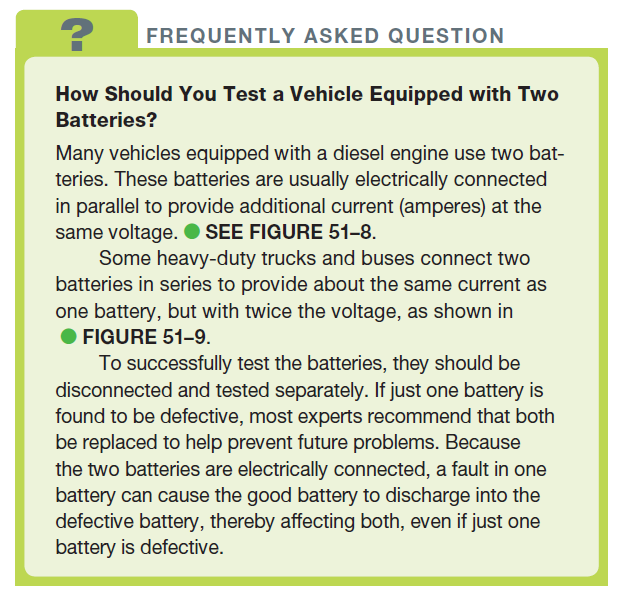 ?
FREQUENTLY ASKED QUESTION
How Should You Test a Vehicle Equipped with Two
Batteries?
Many vehicles equipped with a diesel engine use two bat-
teries. These batteries are usually electrically connected
in parallel to provide additional current (amperes) at the
same voltage. ● SEE FIGURE 51–8.
Some heavy-duty trucks and buses connect two
batteries in series to provide about the same current as
one battery, but with twice the voltage, as shown in
● FIGURE 51–9.
To successfully test the batteries, they should be
disconnected and tested separately. If just one battery is
found to be defective, most experts recommend that both
be replaced to help prevent future problems. Because
the two batteries are electrically connected, a fault in one
battery can cause the good battery to discharge into the
defective battery, thereby affecting both, even if just one
battery is defective.